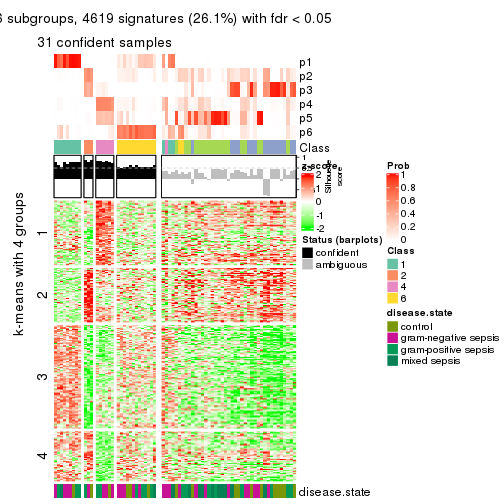 6 subgroups, 4619 signatures (26.1%) with fdr < 0.05
31 confident samples
p1
p2
p3
p4
p5
p6
Class
1
Silhouette
score
z-score
2
1
0
-1
-2
Status (barplots)
confident
ambiguous
Prob
1
0.8
0.6
0.4
0.2
0
Class
1
2
4
6
disease.state
control
gram-negative sepsis
gram-positive sepsis
mixed sepsis
k-means with 4 groups
1
2
3
4
disease.state